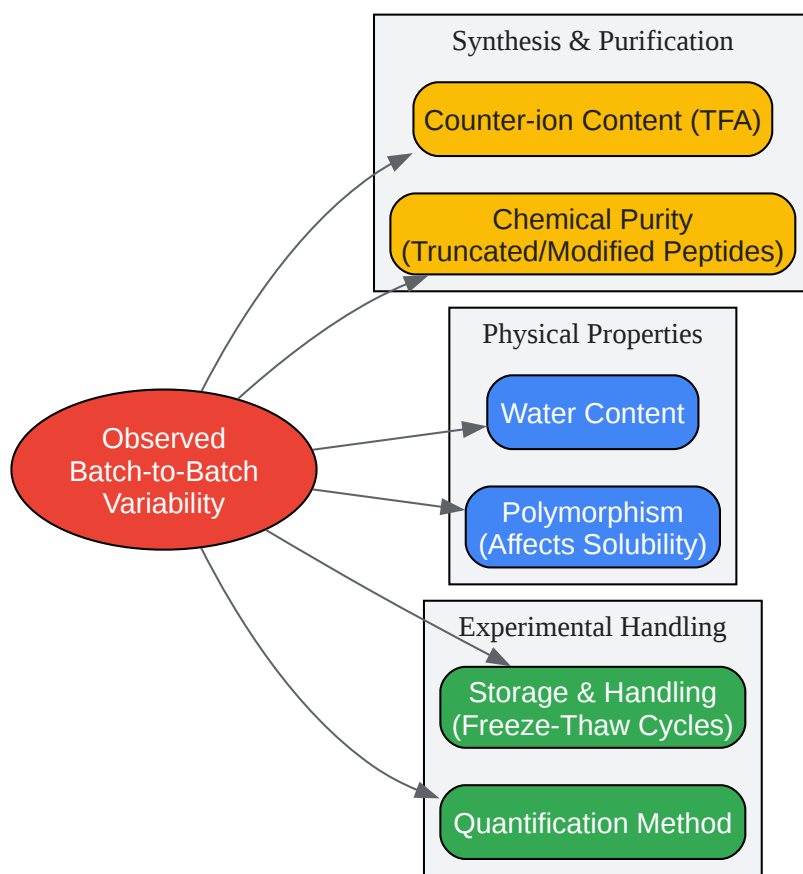 Synthesis & Purification
Counter-ion Content (TFA)
Chemical Purity
(Truncated/Modified Peptides)
Physical Properties
Water Content
Polymorphism
(Affects Solubility)
Observed
Batch-to-Batch
Variability
Experimental Handling
Storage & Handling
(Freeze-Thaw Cycles)
Quantification Method